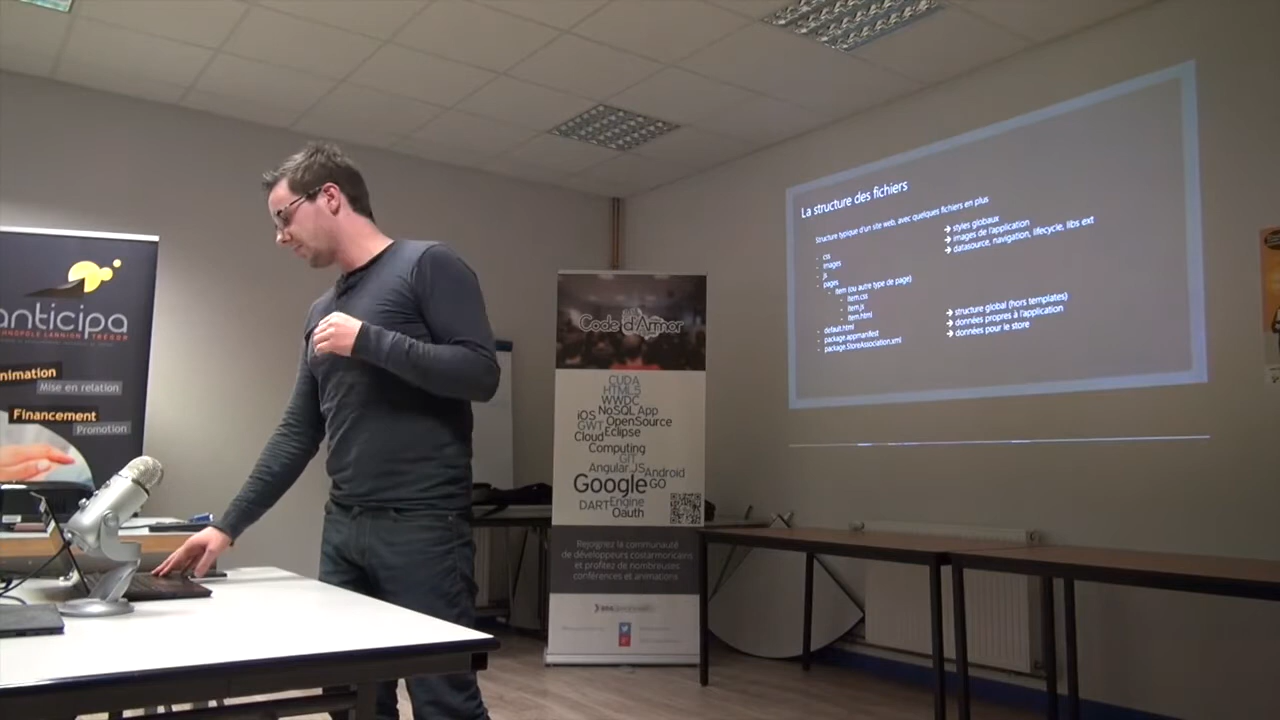 anticipa
Animation
Mise en relation
Financement
Promotion
Code d'Armor
CUDA
HTML5
WWDC
NoSQL App
iOS OpenSource
GWT Eclipse
Cloud
Computing
GIT
Angular JS Android
Google GO
DART Engine
Oauth
Rejoignez la communauté
de développeurs costarmoricains
et profitez de nombreuses
conférences et animations
La structure des fichiers
Structure typique d'un site web, avec quelques fichiers en plus
- css → styles globaux
- images → images de l'application
- js → datasource, navigation, lifecycle, libs ext
- pages
- item (ou autre type de page)
- item.css
- item.js
- item.html
- default.html → structure global (hors templates)
- package.appmanifest → données propres à l'application
- package.StoreAssociation.xml → données pour le store